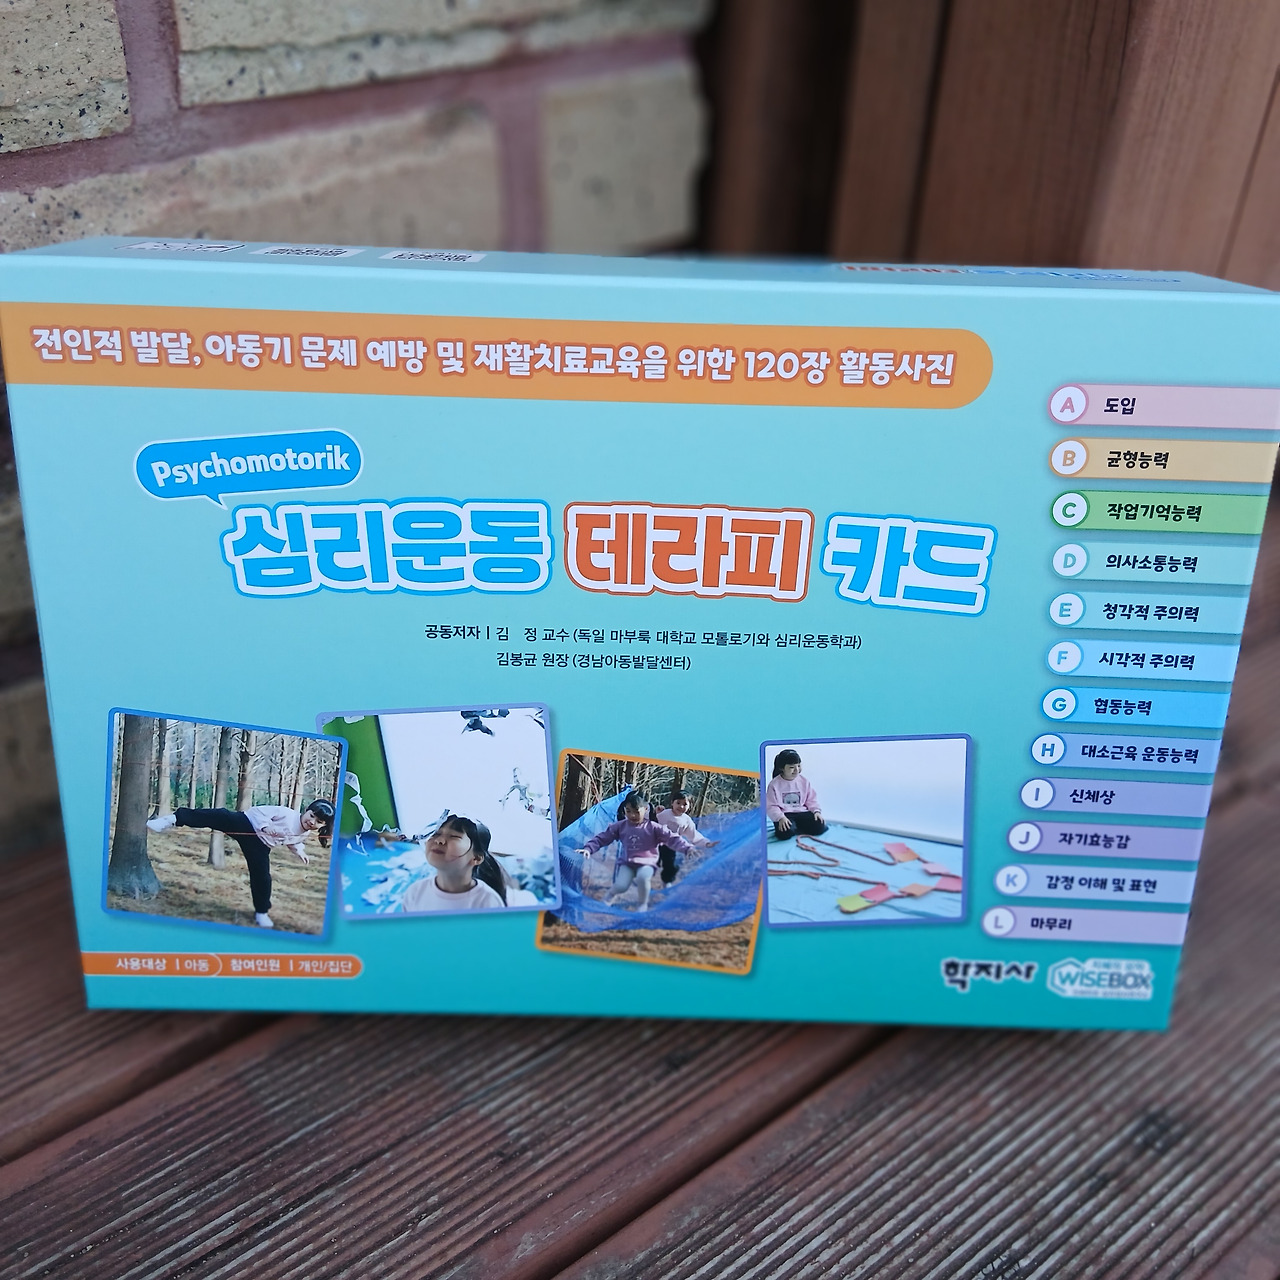 전인적 발달, 아동기 문제 예방 및 재활치료교육을 위한 120장 활동사진
Psychomotorik
심리운동 테라피 카드
공동저자 | 김 정 교수 (독일 마부룩 대학교 모톨로기와 심리운동학과)
김봉균 원장 (경남아동발달센터)
A 도입
B 균형능력
C 작업기억능력
D 의사소통능력
E 청각적 주의력
F 시각적 주의력
G 협동능력
H 대소근육 운동능력
I 신체상
J 자기효능감
K 감정 이해 및 표현
L 마무리
사용대상 | 아동 참여인원 | 개인/집단
학지사 WISEBOX